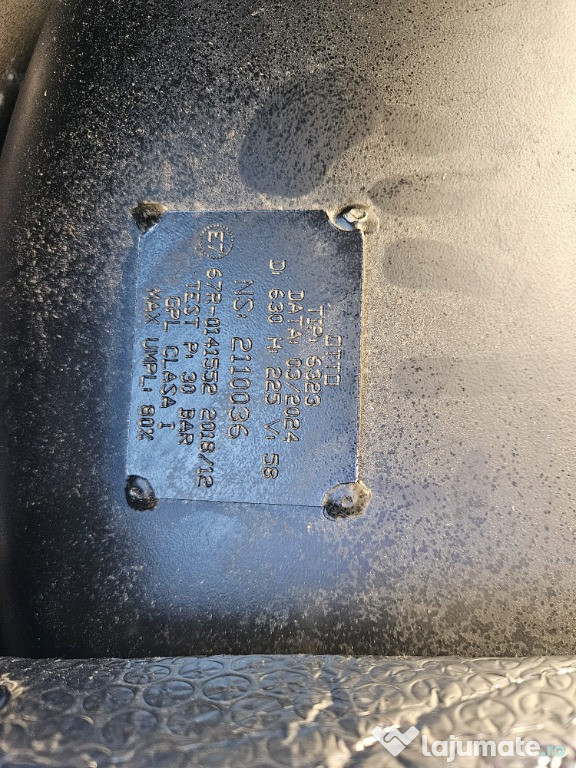 OTTO
TIP: 6323
DATA: 03/2024
D: 630 H: 225 V: 58
NS: 2110036
E7 67R-0141552 2018/12
TEST P: 30 BAR
GPL CLASA I
MAX UMPL: 80%
lajumate.ro